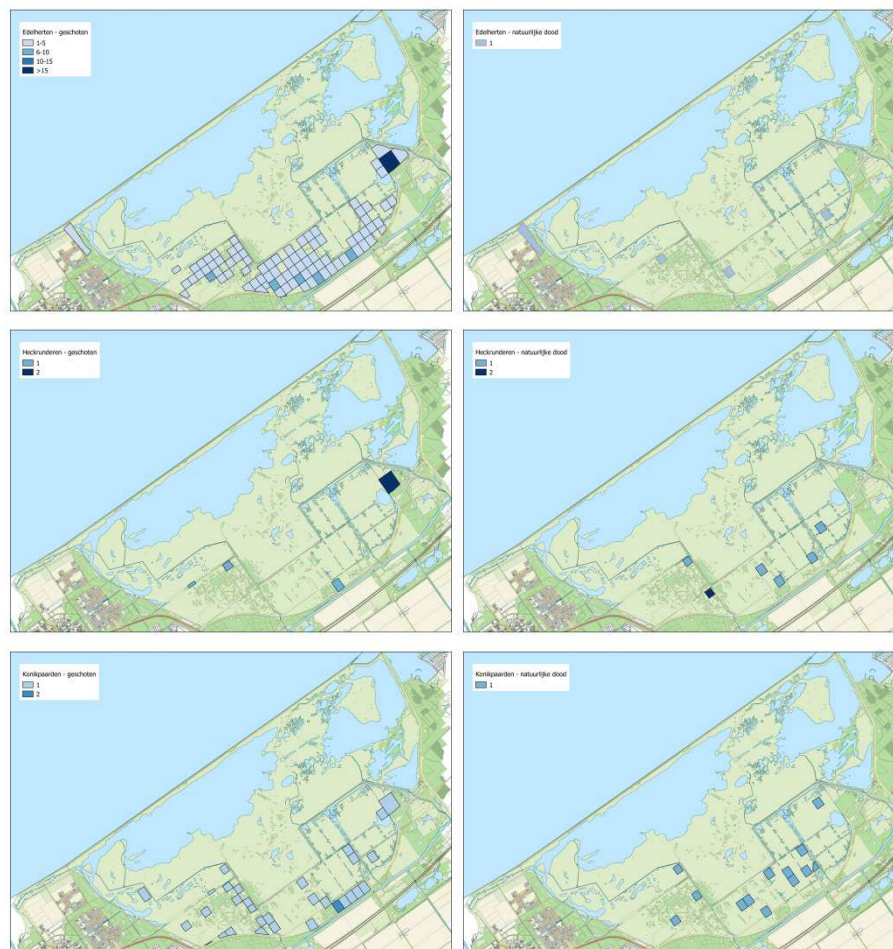 Edelherten - geschoten
1-5
6-10
10-15
>15
Edelherten - natuurlijke dood
1
Heckrunderen - geschoten
1
2
Heckrunderen - natuurlijke dood
1
2
Konikpaarden - geschoten
1
2
Konikpaarden - natuurlijke dood
1